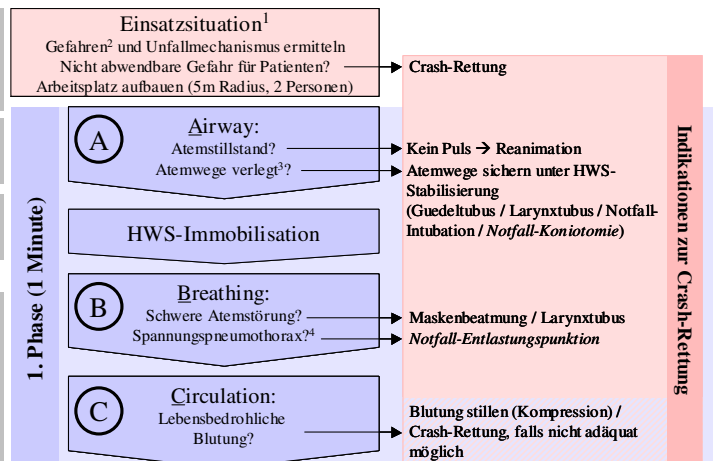 Einsatzsituation¹
Gefahren² und Unfallmechanismus ermitteln
Nicht abwendbare Gefahr für Patienten?
Crash-Rettung
Arbeitsplatz aufbauen (5m Radius, 2 Personen)
Indikationen zur Crash-Rettung
1. Phase (1 Minute)
A
Airway:
Atemstillstand?
Kein Puls → Reanimation
Atemwege verlegt³?
Atemwege sichern unter HWS-
Stabilisierung
(Guedeltubus / Larynxtubus / Notfall-
Intubation / Notfall-Koniotomie)
HWS-Immobilisation
B
Breathing:
Schwere Atemstörung?
Maskenbeatmung / Larynxtubus
Spannungspneumothorax?⁴
Notfall-Entlastungspunktion
C
Circulation:
Lebensbedrohliche
Blutung?
Blutung stillen (Kompression) /
Crash-Rettung, falls nicht adäquat
möglich